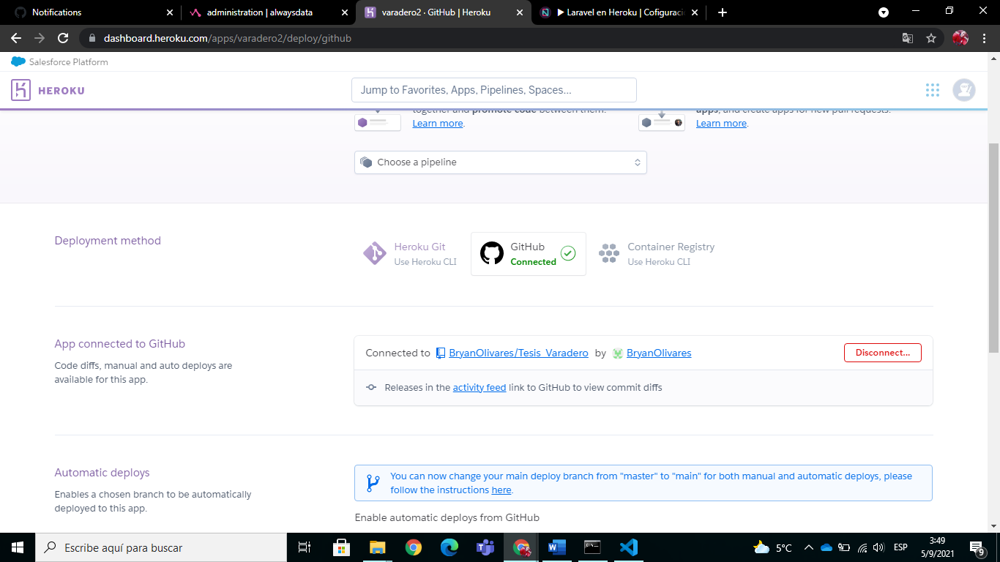 Notifications
administration | alwaysdata
varadero2 · GitHub | Heroku
Laravel en Heroku | Cofiguraci
dashboard.heroku.com/apps/varadero2/deploy/github
Salesforce Platform
HEROKU
Jump to Favorites, Apps, Pipelines, Spaces...
together and promote code between them.
Learn more.
apps, and create apps for new pull requests.
Learn more.
Choose a pipeline
Deployment method
Heroku Git
Use Heroku CLI
GitHub
Connected
Container Registry
Use Heroku CLI
App connected to GitHub
Code diffs, manual and auto deploys are
available for this app.
Connected to BryanOlivares/Tesis_Varadero by BryanOlivares
Disconnect...
Releases in the activity feed link to GitHub to view commit diffs
Automatic deploys
Enables a chosen branch to be automatically
deployed to this app.
You can now change your main deploy branch from "master" to "main" for both manual and automatic deploys, please
follow the instructions here.
Enable automatic deploys from GitHub
Escribe aquí para buscar
5°C
ESP
3:49
5/9/2021
9